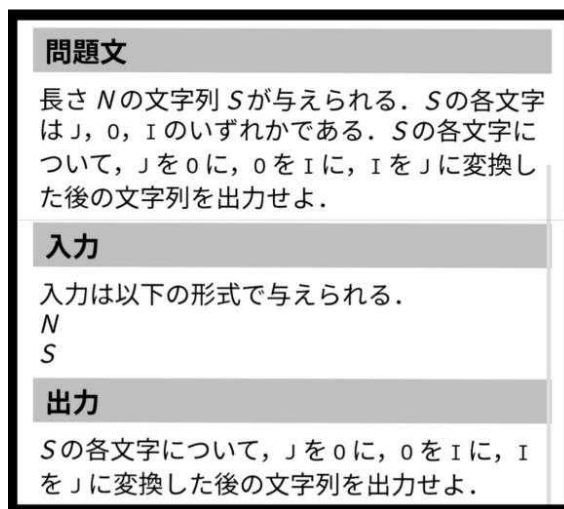 問題文
長さ N の文字列 S が与えられる．S の各文字
は J，O，I のいずれかである．S の各文字に
ついて，J を O に，O を I に，I を J に変換し
た後の文字列を出力せよ．
入力
入力は以下の形式で与えられる．
N
S
出力
S の各文字について，J を O に，O を I に，I
を J に変換した後の文字列を出力せよ．